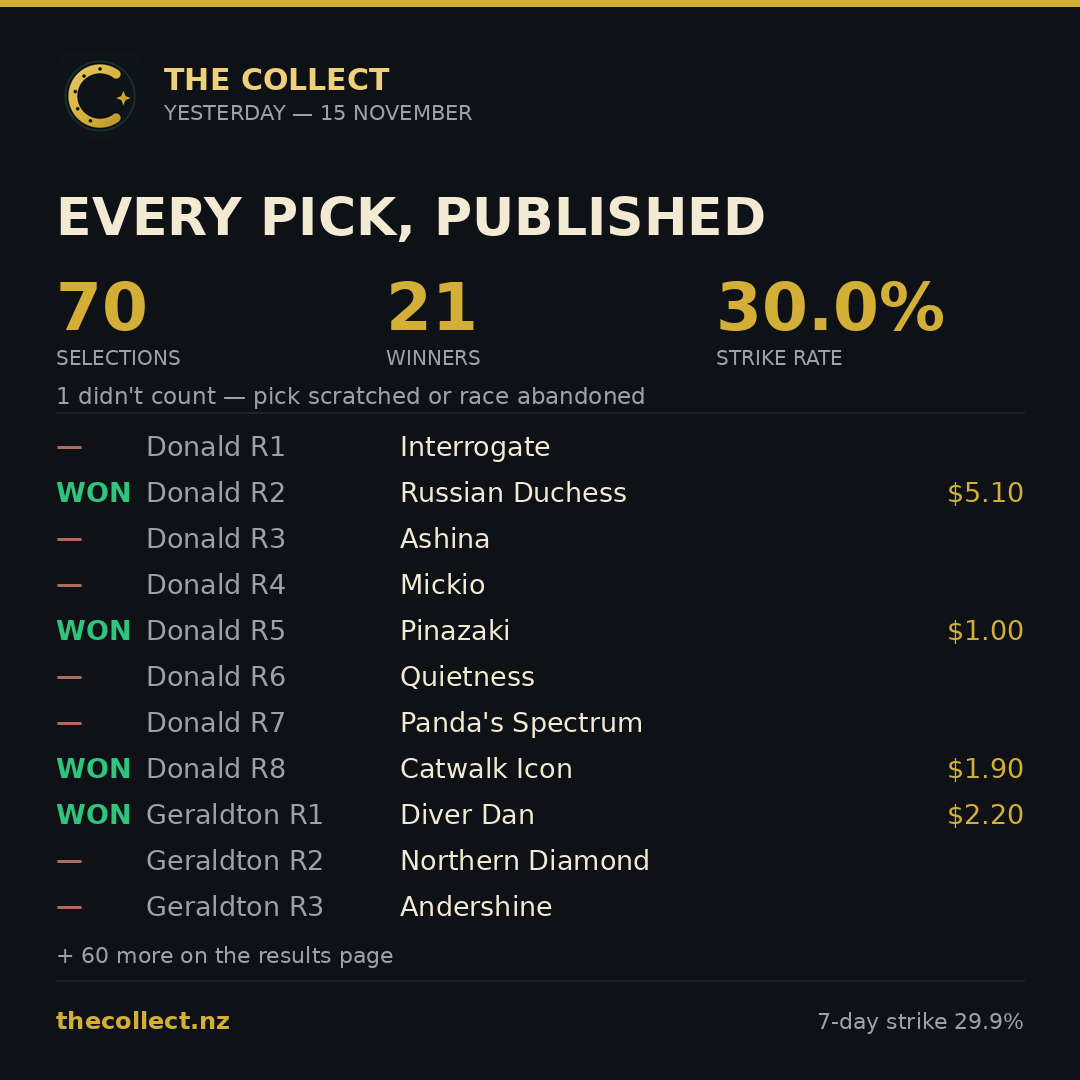 THE COLLECT
YESTERDAY — 15 NOVEMBER
EVERY PICK, PUBLISHED
70 21 30.0%
SELECTIONS WINNERS STRIKE RATE
1 didn't count — pick scratched or race abandoned
— Donald R1 Interrogate
WON Donald R2 Russian Duchess $5.10
— Donald R3 Ashina
— Donald R4 Mickio
WON Donald R5 Pinazaki $1.00
— Donald R6 Quietness
— Donald R7 Panda's Spectrum
WON Donald R8 Catwalk Icon $1.90
WON Geraldton R1 Diver Dan $2.20
— Geraldton R2 Northern Diamond
— Geraldton R3 Andershine
+ 60 more on the results page
thecollect.nz 7-day strike 29.9%